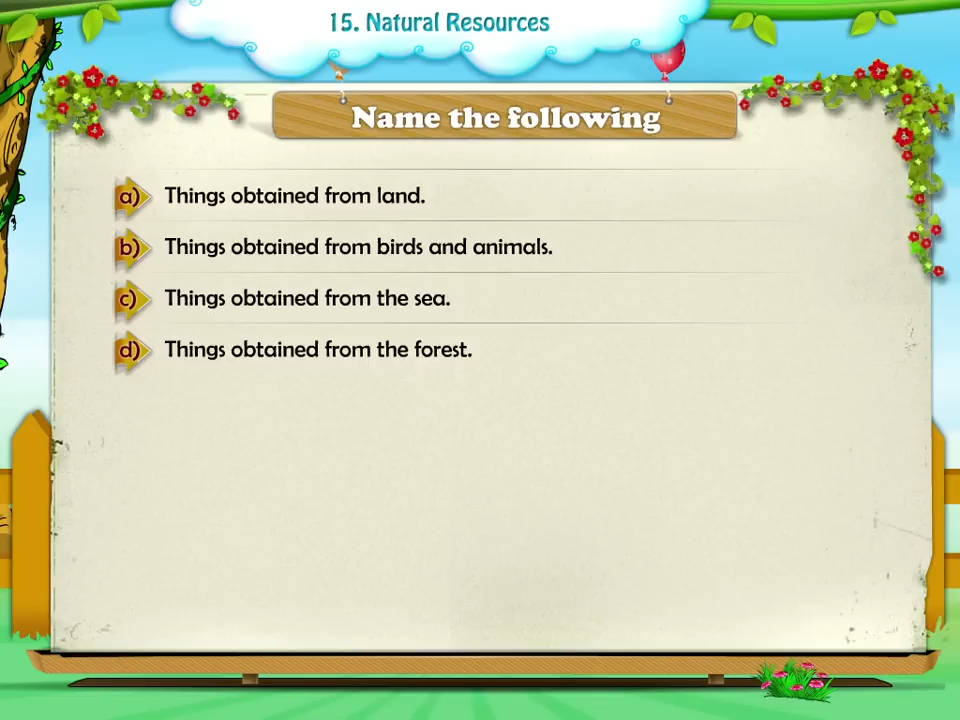 15. Natural Resources
Name the following
a) Things obtained from land.
b) Things obtained from birds and animals.
c) Things obtained from the sea.
d) Things obtained from the forest.